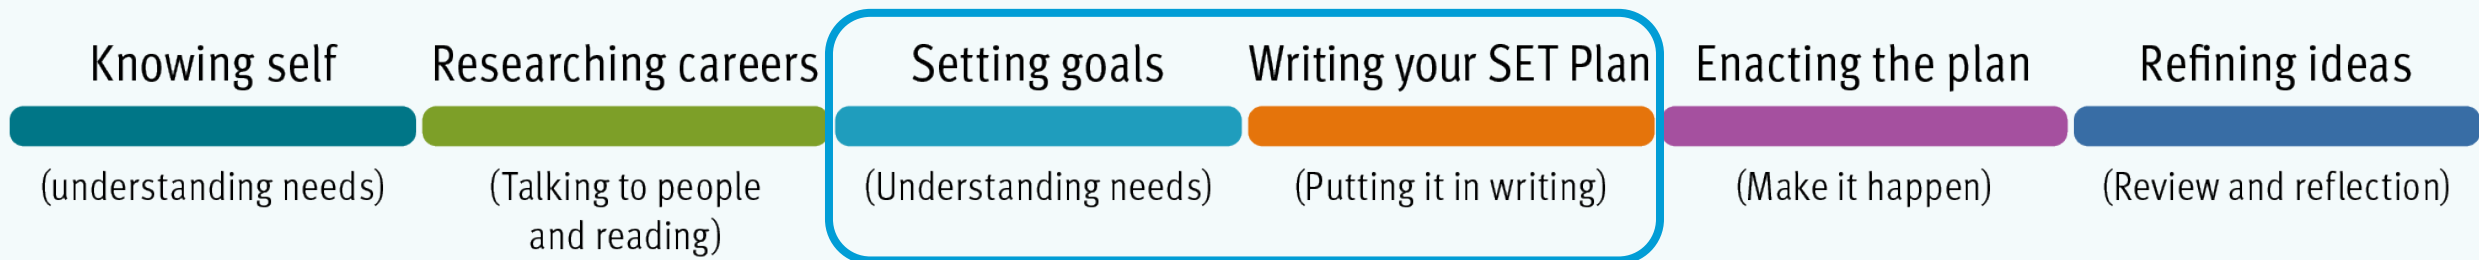 Knowing self
(understanding needs)
Researching careers
(Talking to people
and reading)
Setting goals
(Understanding needs)
Writing your SET Plan
(Putting it in writing)
Enacting the plan
(Make it happen)
Refining ideas
(Review and reflection)